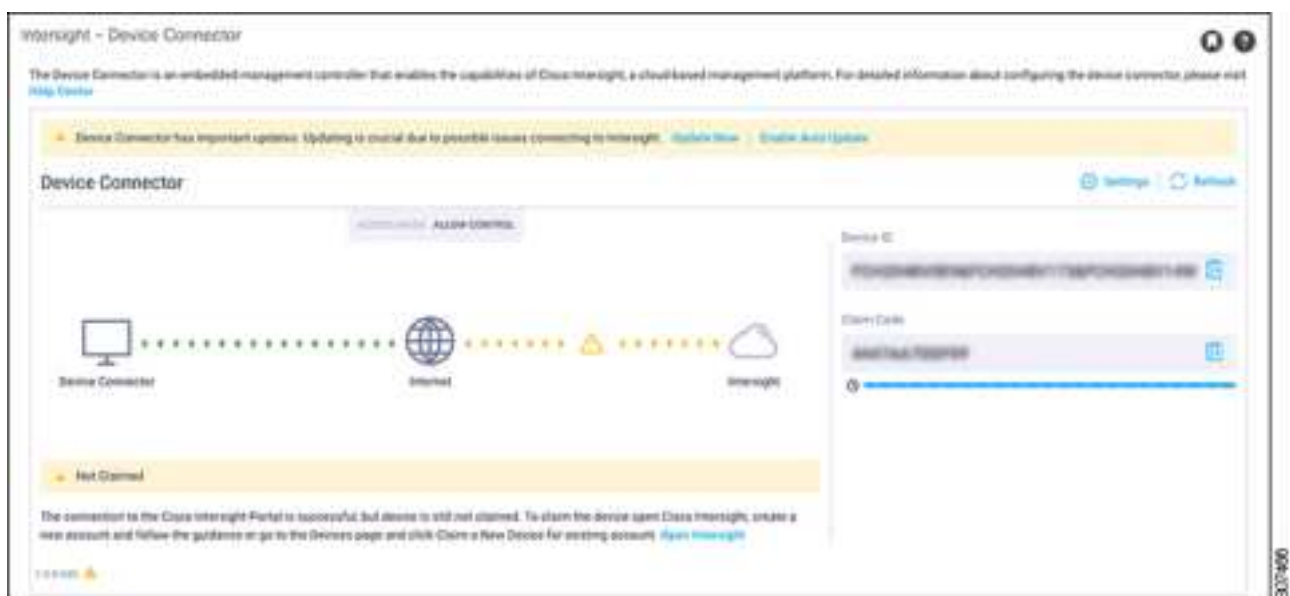 Intersight - Device Connector
The Device Connector is an embedded management controller that enables the capabilities of Cisco Intersight, a cloud-based management platform. For detailed information about configuring the device connector, please visit
Help Center
Device Connector has important updates. Updating is crucial due to possible issues connecting to Intersight. Update Now | Enable Auto Update
Device Connector
Settings | Refresh
ACCESS MODE ALLOW CONTROL
Device ID
Claim Code
Device Connector
Internet
Intersight
Not Claimed
The connection to the Cisco Intersight Portal is successful, but device is still not claimed. To claim the device open Cisco Intersight, create a
new account and follow the guidance or go to the Devices page and click Claim a New Device for existing account. Open Intersight
307466